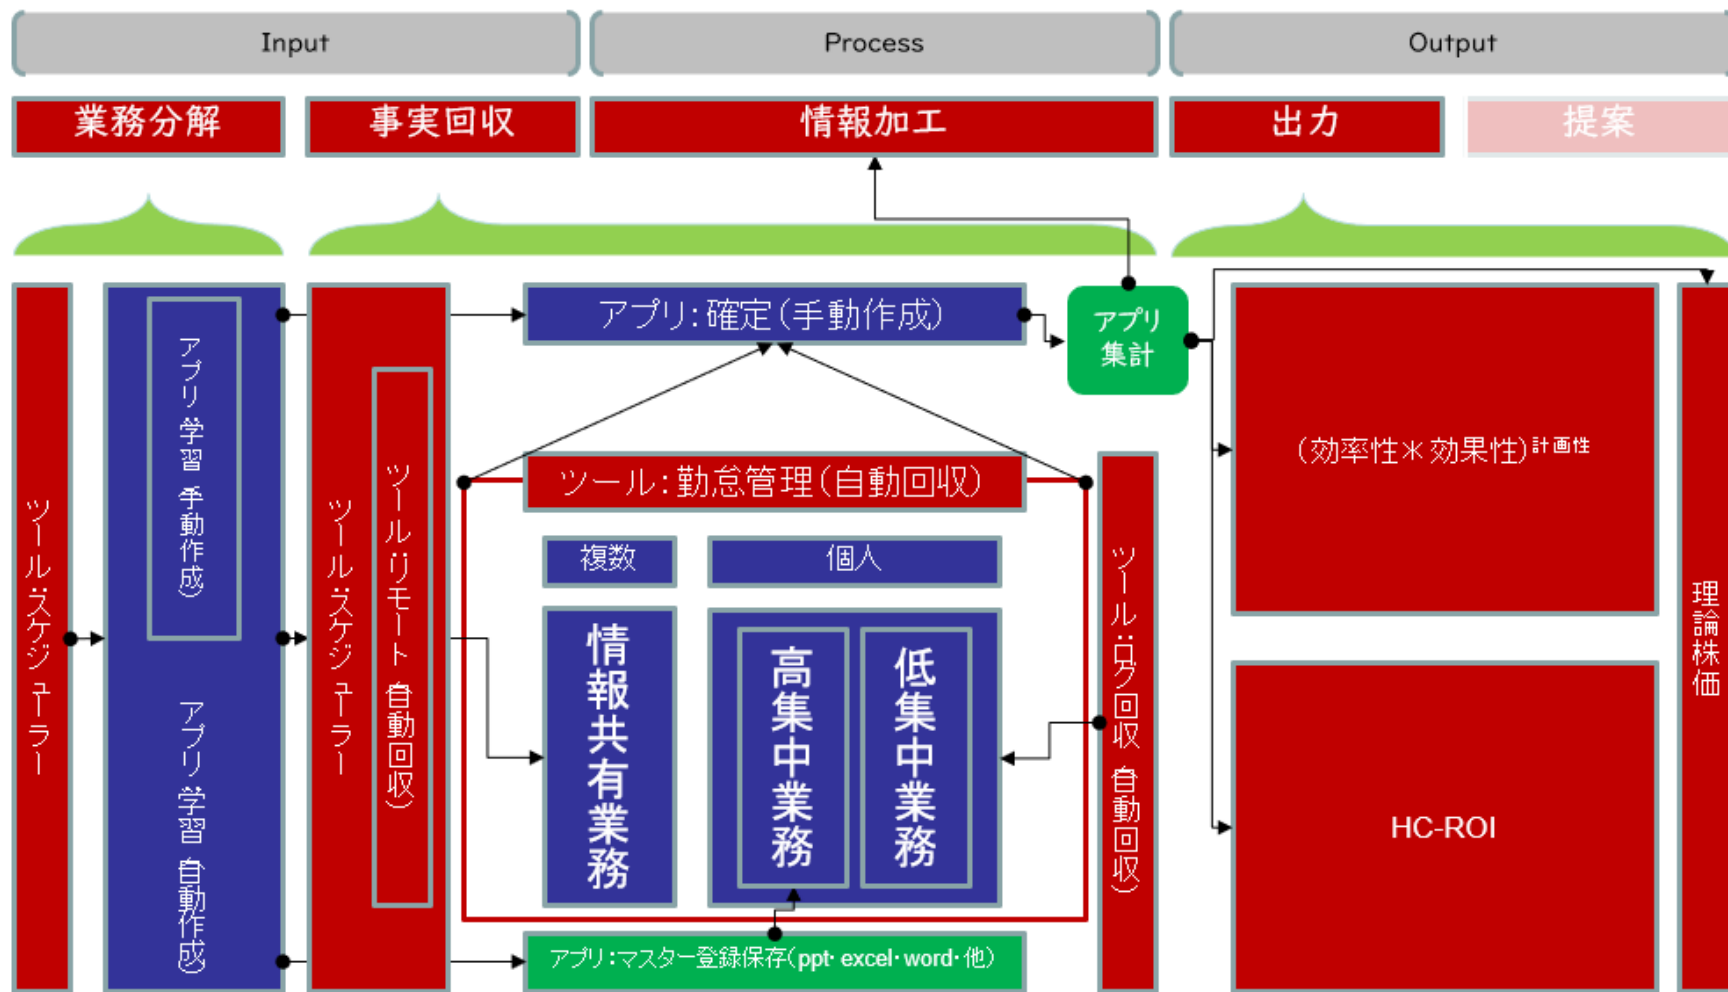 Input
Process
Output
業務分解
事実回収
情報加工
出力
提案
ツール:スケジューラー
アプリ:学習(手動作成)
アプリ:学習(自動作成)
ツール:スケジューラー
ツール:リモート(自動回収)
アプリ:確定(手動作成)
アプリ
集計
ツール:勤怠管理(自動回収)
複数
個人
情報共有業務
高集中業務
低集中業務
ツール:ログ回収(自動回収)
アプリ:マスター登録保存(ppt・excel・word・他)
(効率性*効果性)計画性
HC-ROI
理論株価